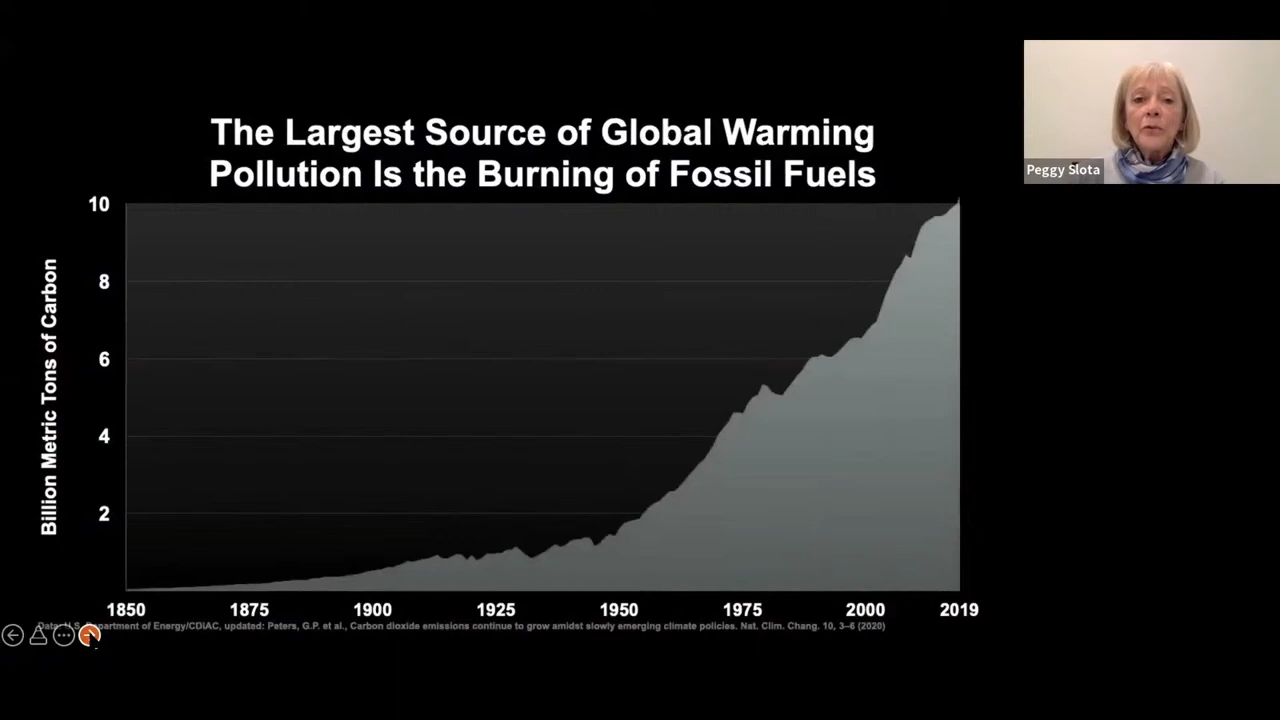 The Largest Source of Global Warming
Pollution Is the Burning of Fossil Fuels
Peggy Slota
Billion Metric Tons of Carbon
10
8
6
4
2
1850 1875 1900 1925 1950 1975 2000 2019
Data: U.S. Department of Energy/CDIAC, updated: Peters, G.P. et al., Carbon dioxide emissions continue to grow amidst slowly emerging climate policies. Nat. Clim. Chang. 10, 3–6 (2020)